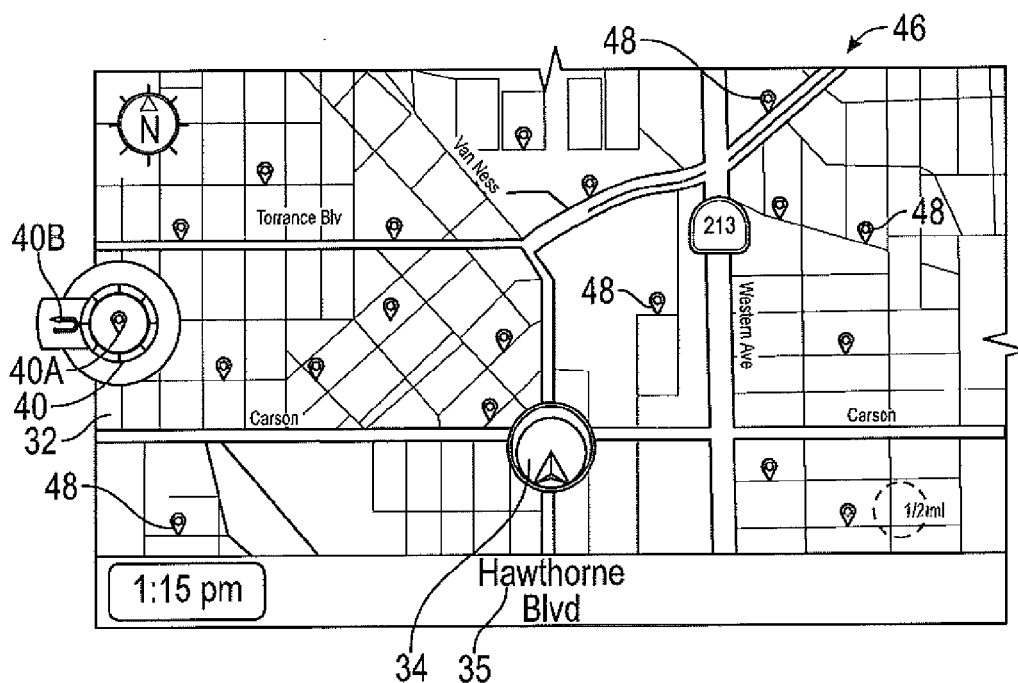 48
46
N
Van Ness
Torrance Blv
213
48
40B
48
Western Ave
40A
40
Carson
Carson
32
48
1/2mI
1:15 pm
Hawthorne
Blvd
34
35